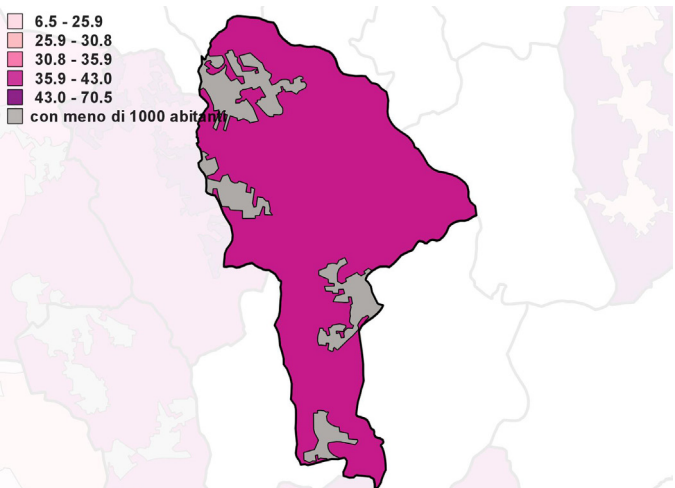 6.5 - 25.9
25.9 - 30.8
30.8 - 35.9
35.9 - 43.0
43.0 - 70.5
con meno di 1000 abitanti